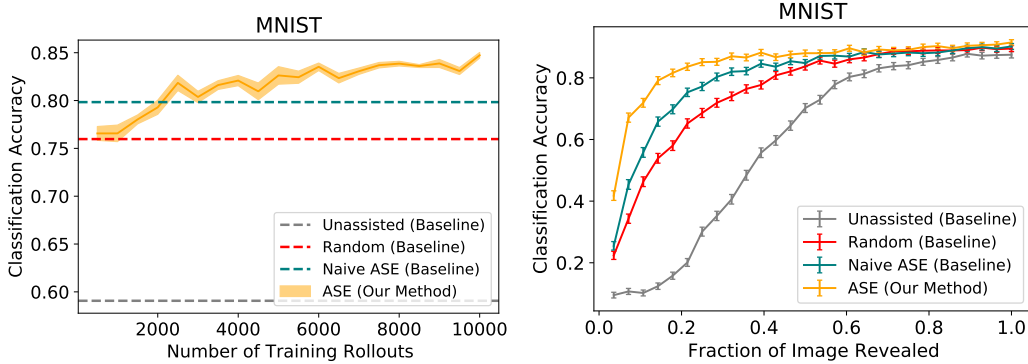 MNIST
Classification Accuracy
0.85
0.80
0.75
0.70
0.65
0.60
Unassisted (Baseline)
Random (Baseline)
Naive ASE (Baseline)
ASE (Our Method)
2000 4000 6000 8000 10000
Number of Training Rollouts
MNIST
Classification Accuracy
0.8
0.6
0.4
0.2
Unassisted (Baseline)
Random (Baseline)
Naive ASE (Baseline)
ASE (Our Method)
0.0 0.2 0.4 0.6 0.8 1.0
Fraction of Image Revealed